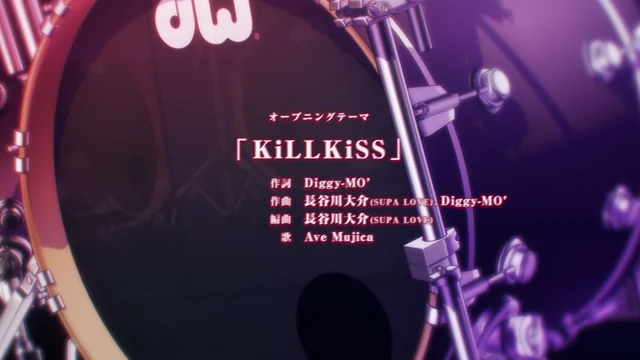 dw
オープニングテーマ
「KiLLKiSS」
作詞 Diggy-MO'
作曲 長谷川大介(SUPA LOVE)、Diggy-MO'
編曲 長谷川大介(SUPA LOVE)
歌 Ave Mujica